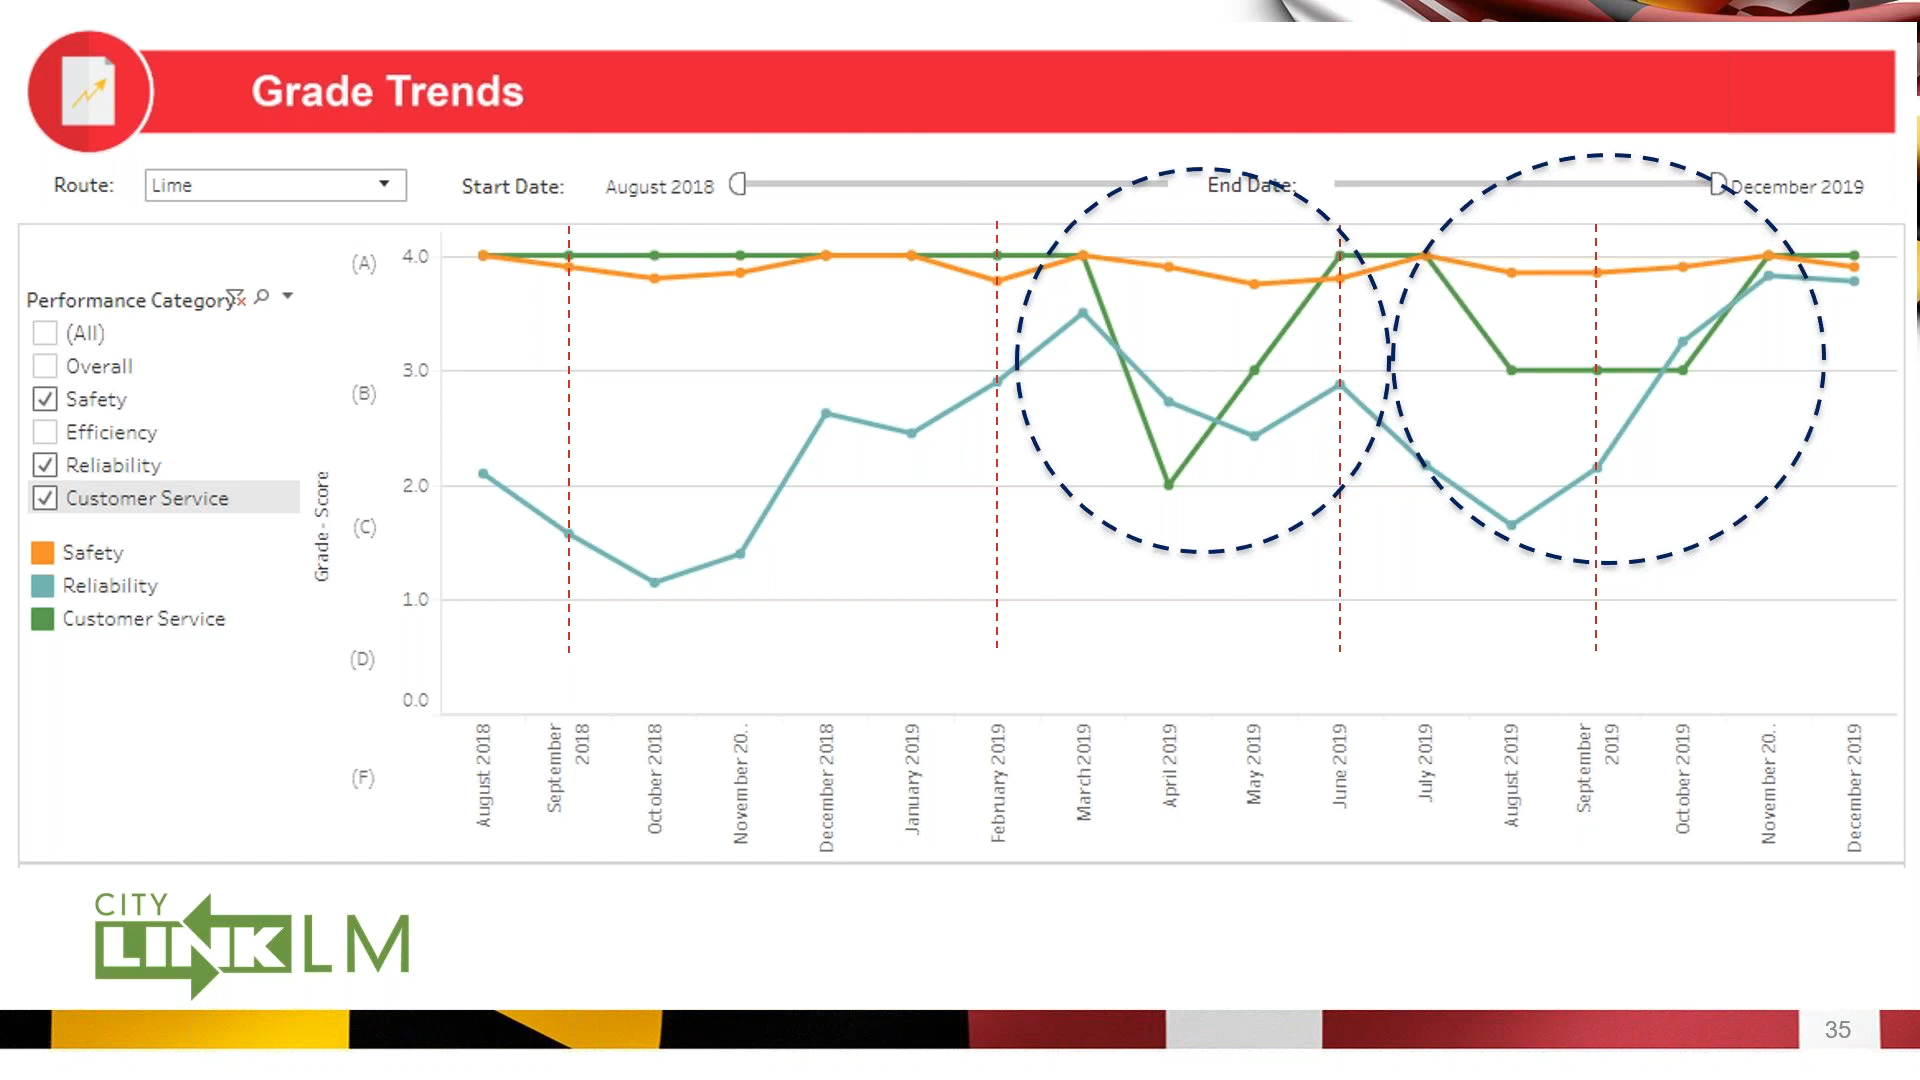 Grade Trends
Route: Lime Start Date: August 2018 End Date: December 2019
Performance Category
(All)
Overall
Safety
Efficiency
Reliability
Customer Service
Safety
Reliability
Customer Service
Grade - Score
(A)
(B)
(C)
(D)
(F)
4.0
3.0
2.0
1.0
0.0
August 2018
September
2018
October 2018
November 20..
December 2018
January 2019
February 2019
March 2019
April 2019
May 2019
June 2019
July 2019
August 2019
September
2019
October 2019
November 20..
December 2019
CITY
LINK LM
35